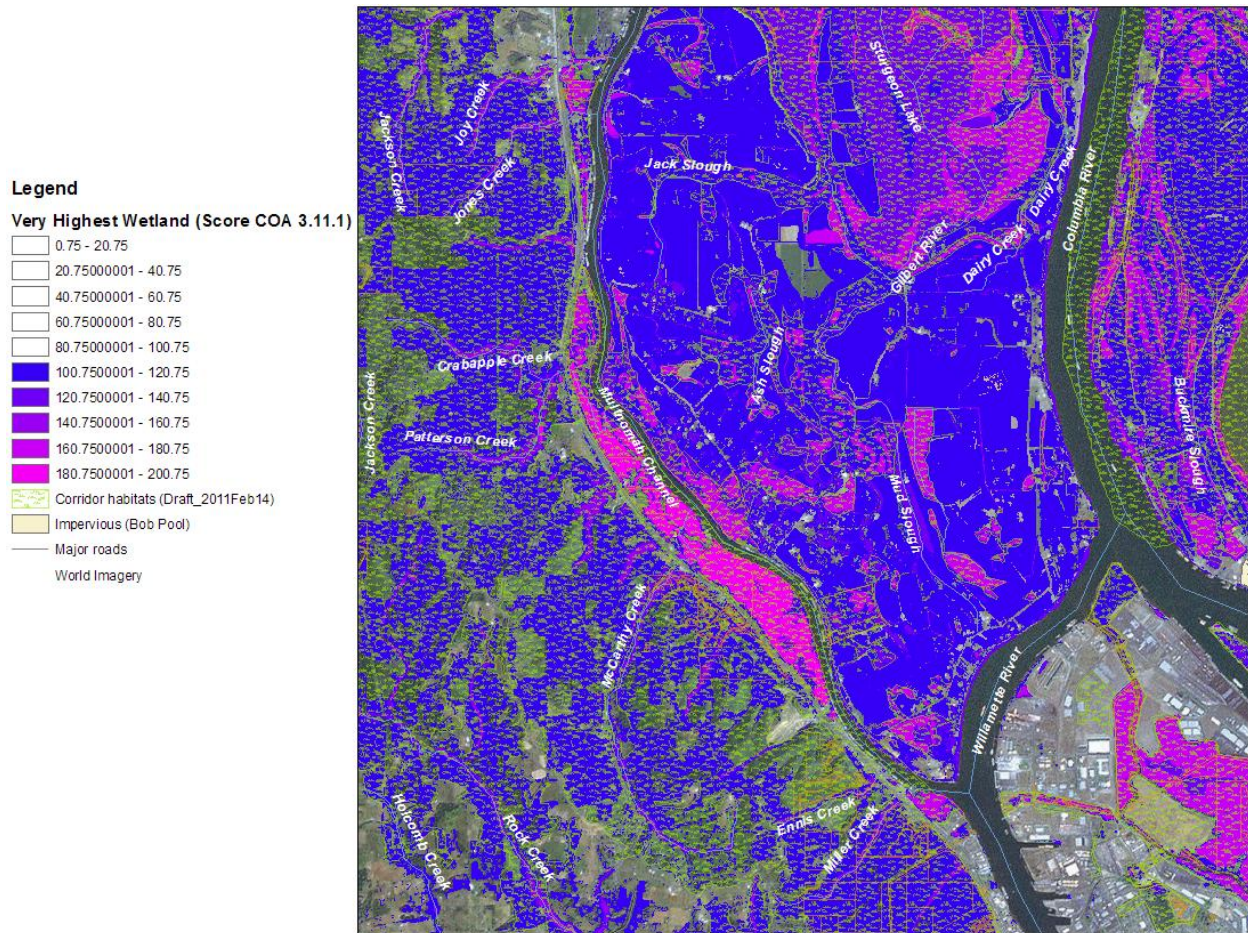 Legend
Very Highest Wetland (Score COA 3.11.1)
0.75 - 20.75
20.75000001 - 40.75
40.75000001 - 60.75
60.75000001 - 80.75
80.75000001 - 100.75
100.7500001 - 120.75
120.7500001 - 140.75
140.7500001 - 160.75
160.7500001 - 180.75
180.7500001 - 200.75
Corridor habitats (Draft_2011Feb14)
Impervious (Bob Pool)
Major roads
World Imagery
Jackson Creek
Joy Creek
Jones Creek
Jack Slough
Sturgeon Lake
Dairy Creek
Dairy Creek
Gilbert River
Columbia River
Crabapple Creek
Jackson Creek
Patterson Creek
Multnomah Channel
Ash Slough
Mud Slough
Buckmire Slough
McCarthy Creek
Willamette River
Holcomb Creek
Rock Creek
Ennis Creek
Miller Creek